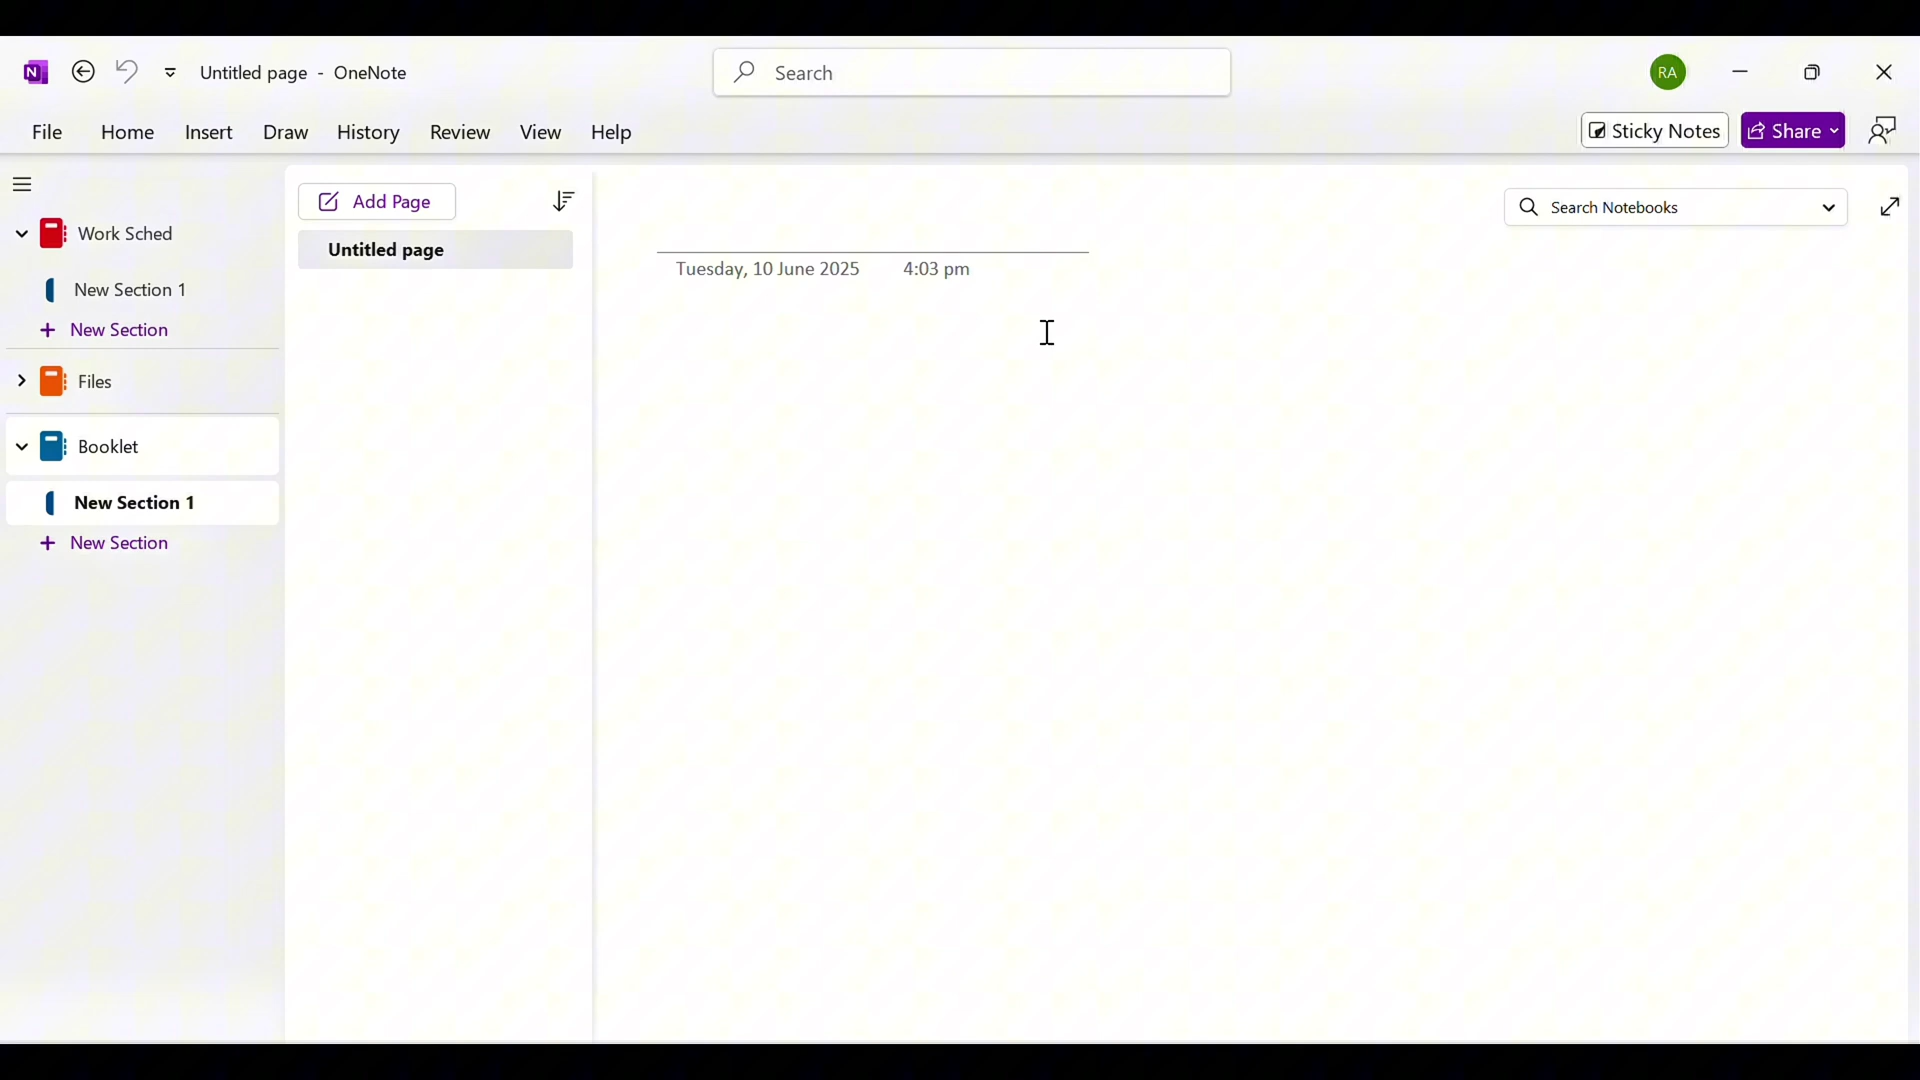 Untitled page - OneNote
Search
RA
File Home Insert Draw History Review View Help
Sticky Notes
Share
Work Sched
New Section 1
+ New Section
Files
Booklet
New Section 1
+ New Section
Add Page
Untitled page
Search Notebooks
Tuesday, 10 June 2025 4:03 pm